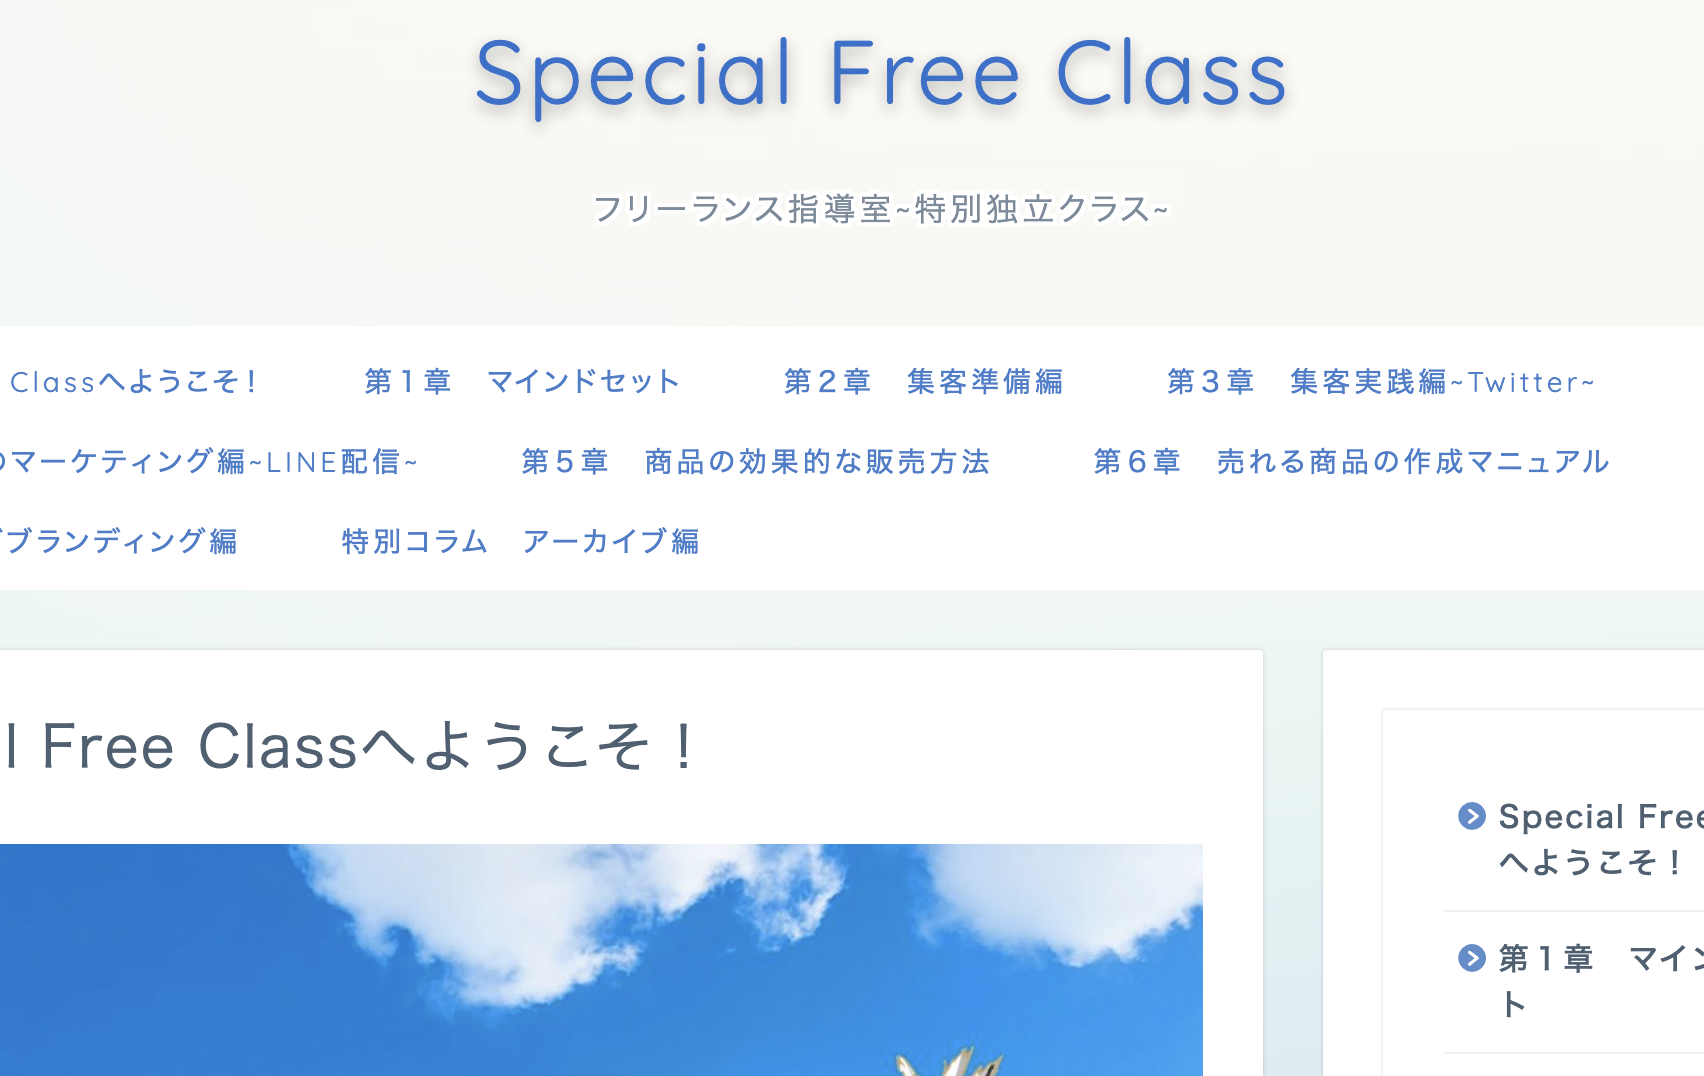 Special Free Class
フリーランス指導室~特別独立クラス~
Classへようこそ！　第１章　マインドセット　第２章　集客準備編　第３章　集客実践編~Twitter~
マーケティング編~LINE配信~　第５章　商品の効果的な販売方法　第６章　売れる商品の作成マニュアル
ブランディング編　特別コラム　アーカイブ編
l Free Classへようこそ！
Special Free
へようこそ！
第１章　マイン
ト